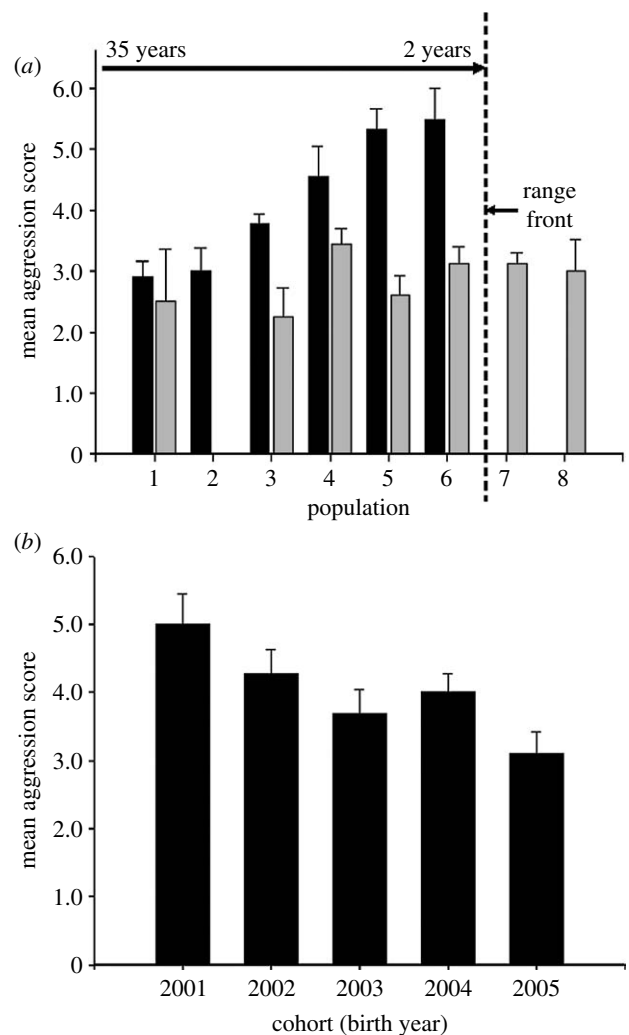 (a)
35 years 2 years
6.0
5.0
4.0
3.0
2.0
1.0
0
mean aggression score
range
front
1 2 3 4 5 6 7 8
population
(b)
6.0
5.0
4.0
3.0
2.0
1.0
0
mean aggression score
2001 2002 2003 2004 2005
cohort (birth year)